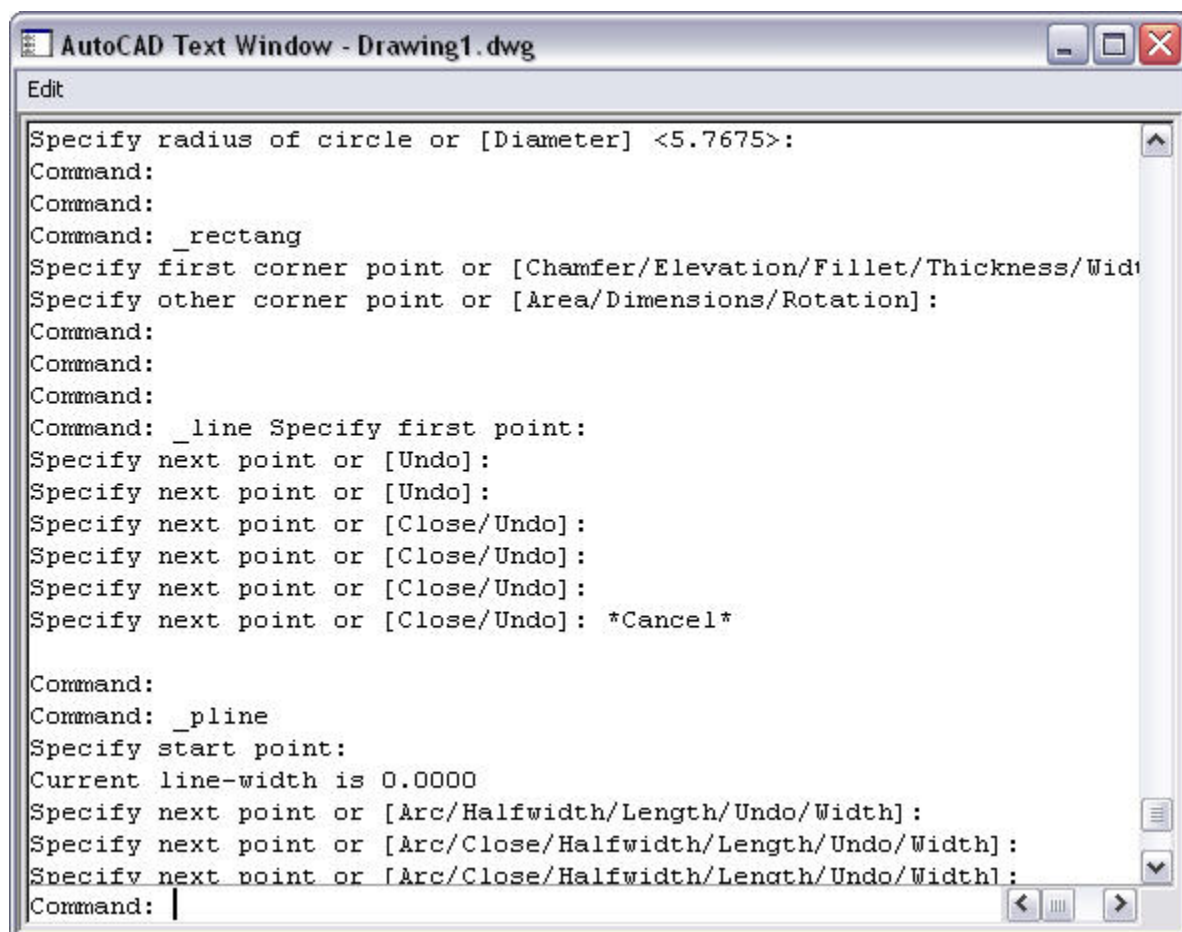 AutoCAD Text Window - Drawing1.dwg
Edit
Specify radius of circle or [Diameter] <5.7675>:
Command:
Command:
Command: _rectang
Specify first corner point or [Chamfer/Elevation/Fillet/Thickness/Widt
Specify other corner point or [Area/Dimensions/Rotation]:
Command:
Command:
Command:
Command: _line Specify first point:
Specify next point or [Undo]:
Specify next point or [Undo]:
Specify next point or [Close/Undo]:
Specify next point or [Close/Undo]:
Specify next point or [Close/Undo]:
Specify next point or [Close/Undo]: *Cancel*
Command:
Command: _pline
Specify start point:
Current line-width is 0.0000
Specify next point or [Arc/Halfwidth/Length/Undo/Width]:
Specify next point or [Arc/Close/Halfwidth/Length/Undo/Width]:
Specify next point or [Arc/Close/Halfwidth/Length/Undo/Width]:
Command: